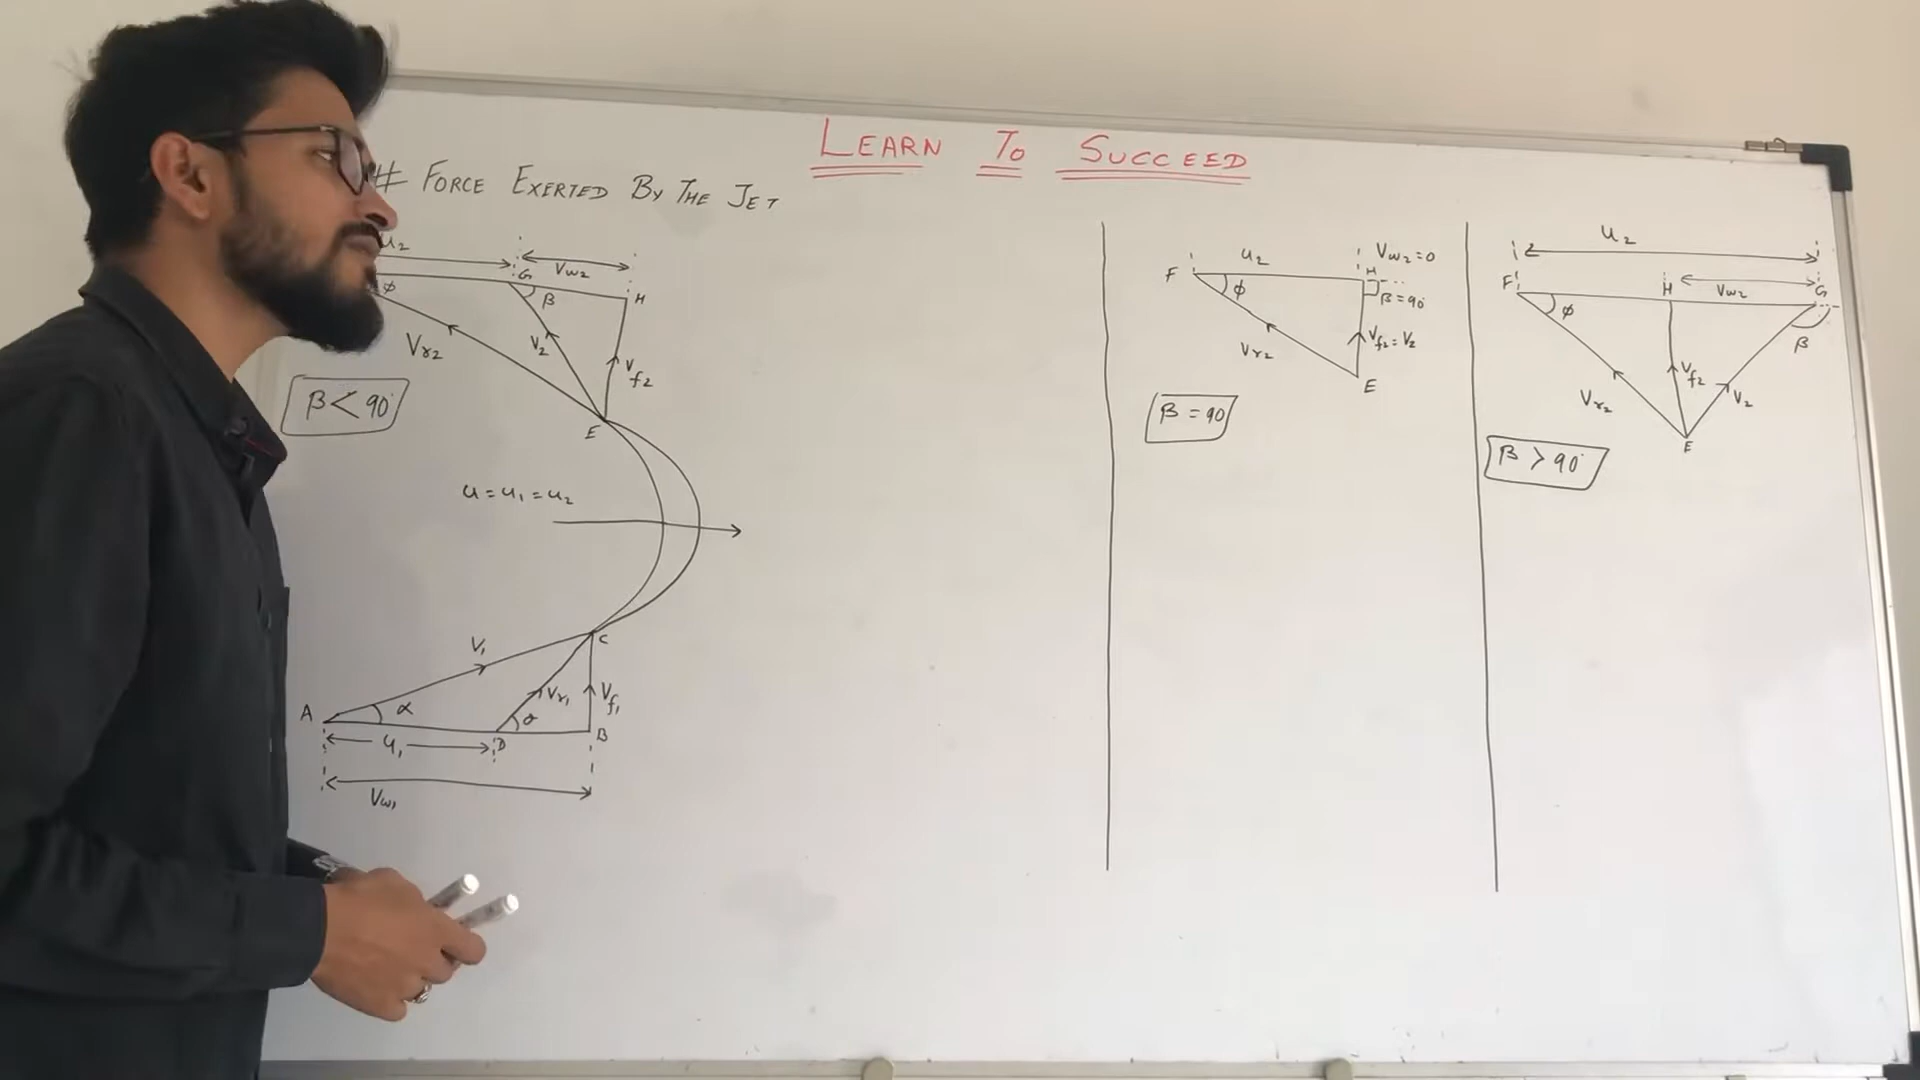 LEARN To SUCCEED
# FORCE EXERTED BY THE JET
u₂
Vw₂
G
ϕ
β
H
V₂
Vr₂
Vf₂
β < 90°
E
u = u₁ = u₂
C
V₁
Vr₁
Vf₁
A
α
θ
u₁
D
B
Vw₁
u₂
Vw₂ = 0
F
H
ϕ
β = 90°
Vf₂ = V₂
Vr₂
E
β = 90
u₂
F
H
Vw₂
G
ϕ
β
Vf₂
Vr₂
V₂
E
β > 90°